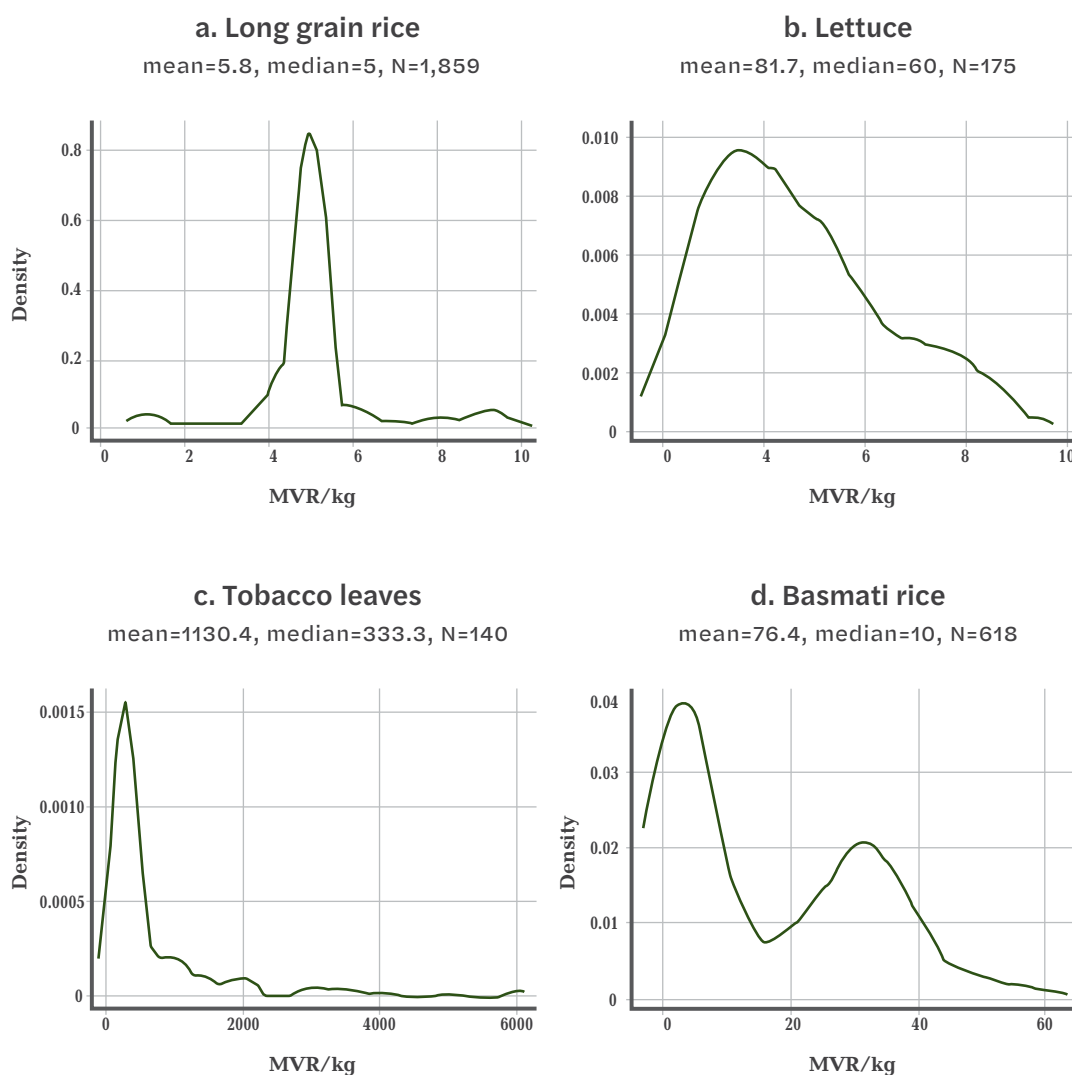 a. Long grain rice
mean=5.8, median=5, N=1,859
Density
0.8
0.6
0.4
0.2
0
0 2 4 6 8 10
MVR/kg
b. Lettuce
mean=81.7, median=60, N=175
0.010
0.008
0.006
0.004
0.002
0
0 4 6 8 10
MVR/kg
c. Tobacco leaves
mean=1130.4, median=333.3, N=140
Density
0.0015
0.0010
0.0005
0
0 2000 4000 6000
MVR/kg
d. Basmati rice
mean=76.4, median=10, N=618
Density
0.04
0.03
0.02
0.01
0
0 20 40 60
MVR/kg